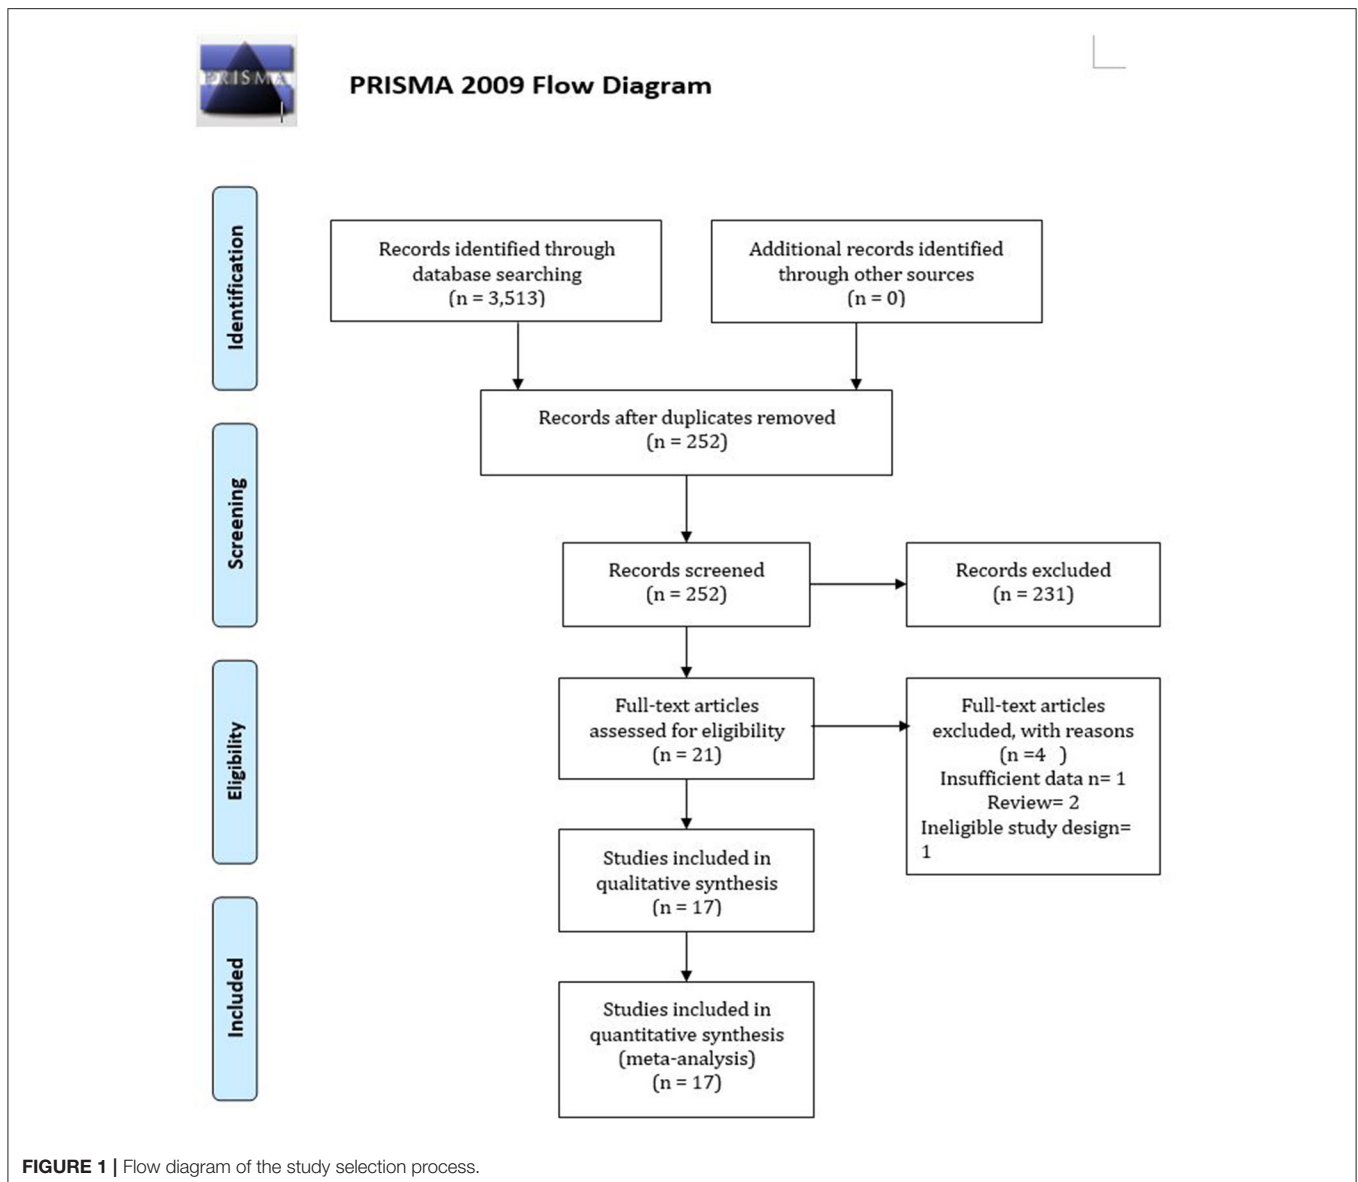 PRISMA
PRISMA 2009 Flow Diagram
Identification
Records identified through
database searching
(n = 3,513)
Additional records identified
through other sources
(n = 0)
Records after duplicates removed
(n = 252)
Screening
Records screened
(n = 252)
Records excluded
(n = 231)
Eligibility
Full-text articles
assessed for eligibility
(n = 21)
Full-text articles
excluded, with reasons
(n =4   )
Insufficient data n= 1
Review= 2
Ineligible study design=
1
Studies included in
qualitative synthesis
(n = 17)
Included
Studies included in
quantitative synthesis
(meta-analysis)
(n = 17)
FIGURE 1 | Flow diagram of the study selection process.